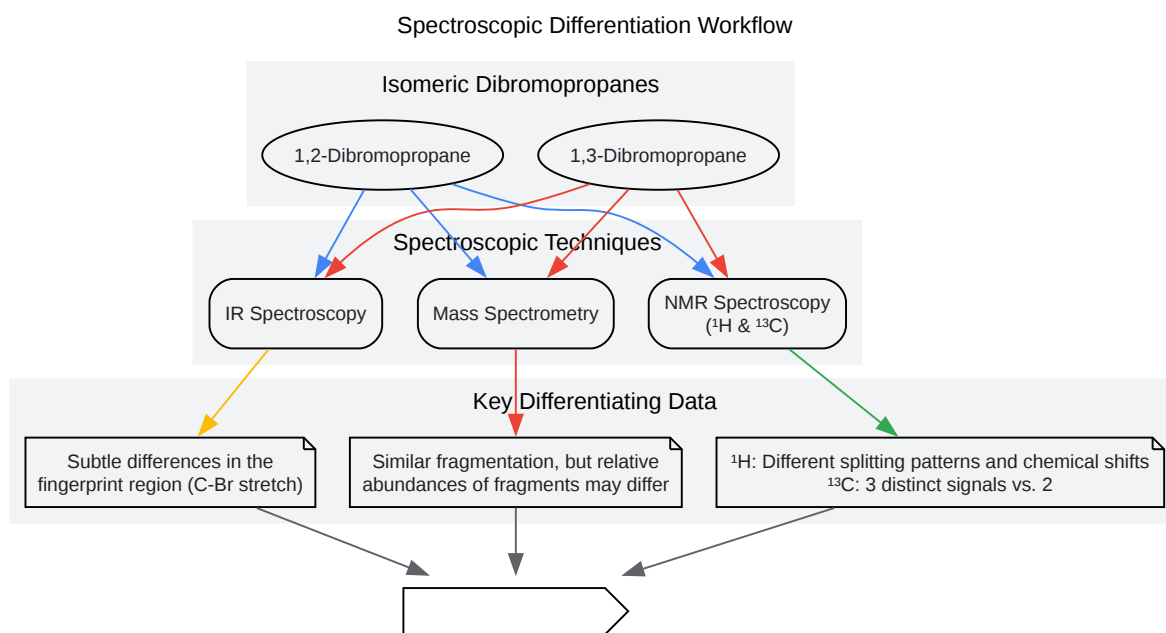 Spectroscopic Differentiation Workflow
Isomeric Dibromopropanes
1,2-Dibromopropane
1,3-Dibromopropane
Spectroscopic Techniques
IR Spectroscopy
Mass Spectrometry
NMR Spectroscopy
(¹H & ¹³C)
Key Differentiating Data
Subtle differences in the
fingerprint region (C-Br stretch)
Similar fragmentation, but relative
abundances of fragments may differ
¹H: Different splitting patterns and chemical shifts
¹³C: 3 distinct signals vs. 2